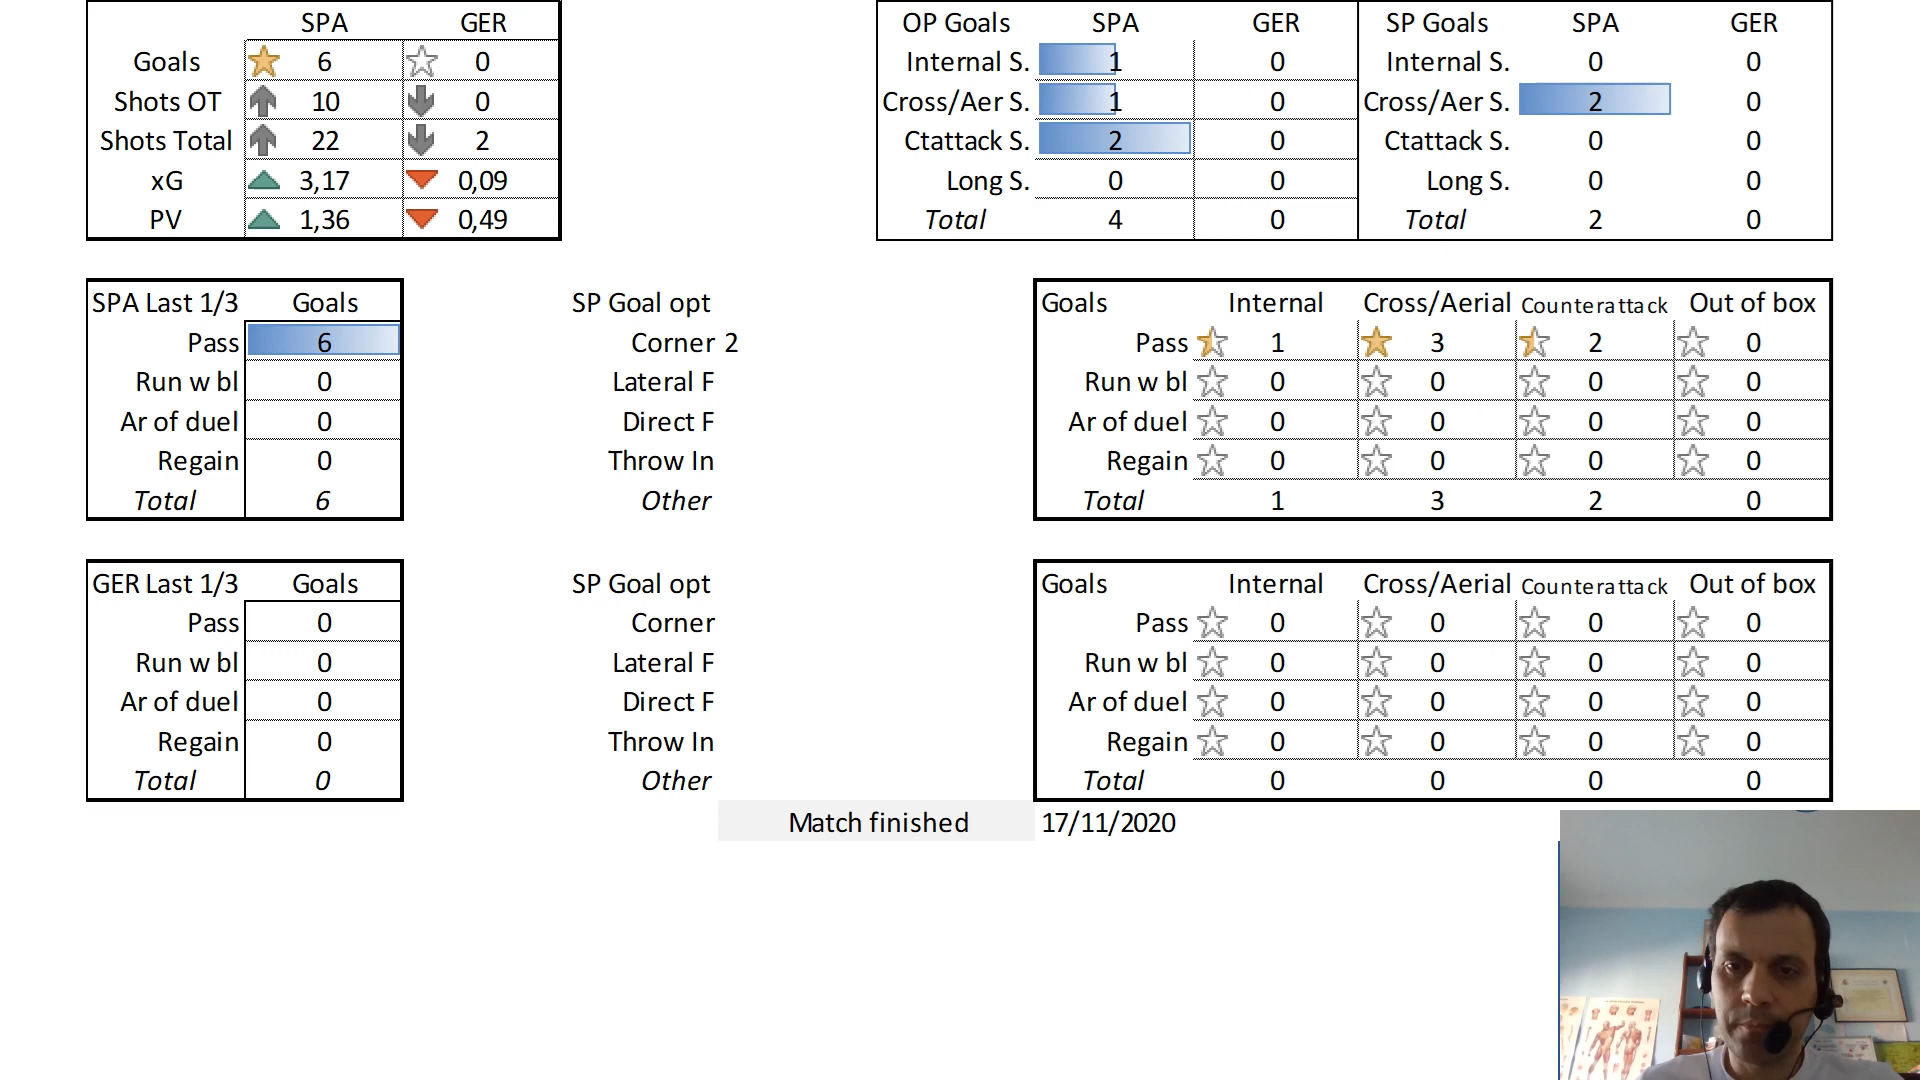 SPA GER
Goals 6 0
Shots OT 10 0
Shots Total 22 2
xG 3,17 0,09
PV 1,36 0,49
OP Goals SPA GER SP Goals SPA GER
Internal S. 1 0 Internal S. 0 0
Cross/Aer S. 1 0 Cross/Aer S. 2 0
Ctattack S. 2 0 Ctattack S. 0 0
Long S. 0 0 Long S. 0 0
Total 4 0 Total 2 0
SPA Last 1/3 Goals
Pass 6
Run w bl 0
Ar of duel 0
Regain 0
Total 6
SP Goal opt
Corner 2
Lateral F
Direct F
Throw In
Other
Goals Internal Cross/Aerial Counterattack Out of box
Pass 1 3 2 0
Run w bl 0 0 0 0
Ar of duel 0 0 0 0
Regain 0 0 0 0
Total 1 3 2 0
GER Last 1/3 Goals
Pass 0
Run w bl 0
Ar of duel 0
Regain 0
Total 0
SP Goal opt
Corner
Lateral F
Direct F
Throw In
Other
Goals Internal Cross/Aerial Counterattack Out of box
Pass 0 0 0 0
Run w bl 0 0 0 0
Ar of duel 0 0 0 0
Regain 0 0 0 0
Total 0 0 0 0
Match finished 17/11/2020